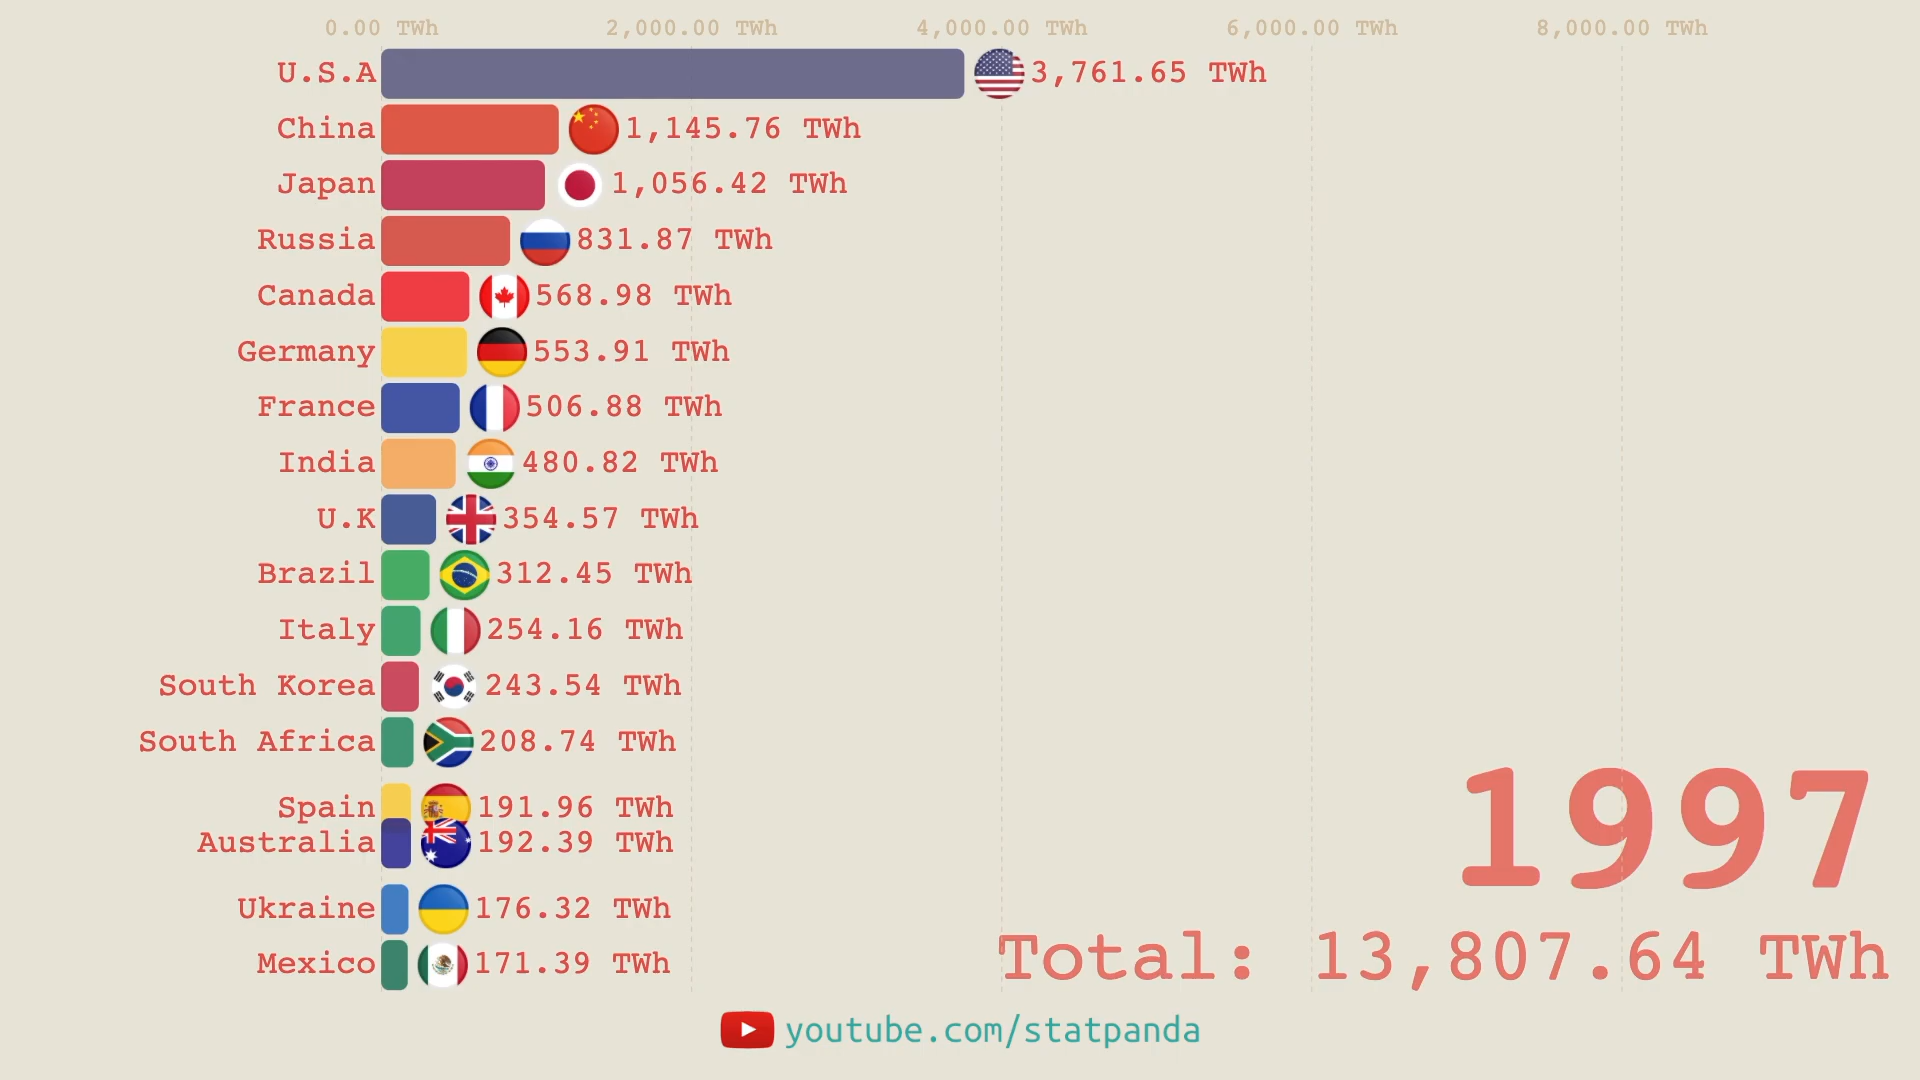 0.00 TWh 2,000.00 TWh 4,000.00 TWh 6,000.00 TWh 8,000.00 TWh
U.S.A 3,761.65 TWh
China 1,145.76 TWh
Japan 1,056.42 TWh
Russia 831.87 TWh
Canada 568.98 TWh
Germany 553.91 TWh
France 506.88 TWh
India 480.82 TWh
U.K 354.57 TWh
Brazil 312.45 TWh
Italy 254.16 TWh
South Korea 243.54 TWh
South Africa 208.74 TWh
Spain 191.96 TWh
Australia 192.39 TWh
Ukraine 176.32 TWh
Mexico 171.39 TWh
1997
Total: 13,807.64 TWh
youtube.com/statpanda